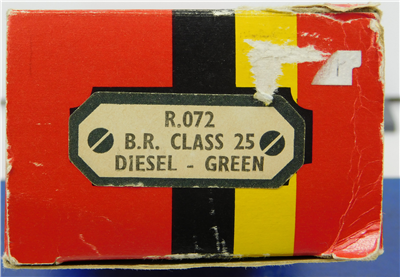 R.072
B.R. CLASS 25
DIESEL - GREEN